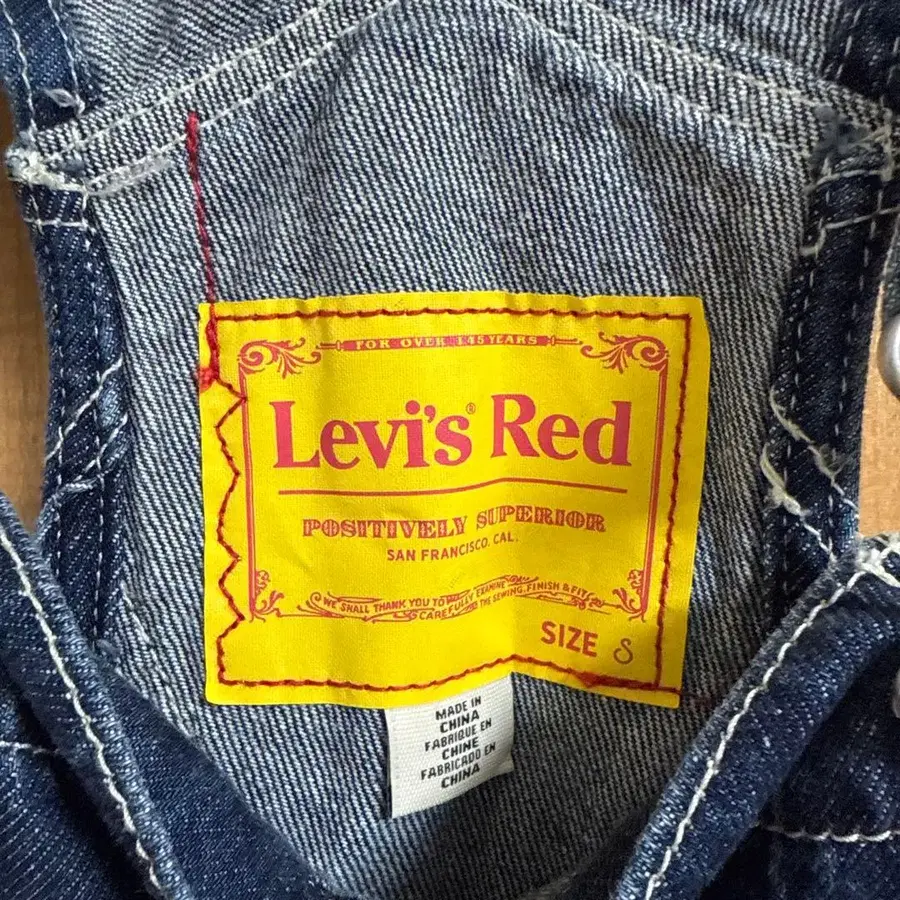 FOR OVER 145 YEARS
Levi's® Red
POSITIVELY SUPERIOR
SAN FRANCISCO, CAL.
WE SHALL THANK YOU TO CAREFULLY EXAMINE THE SEWING, FINISH & FIT
SIZE S
MADE IN
CHINA
FABRIQUE EN
CHINE
FABRICADO EN
CHINA